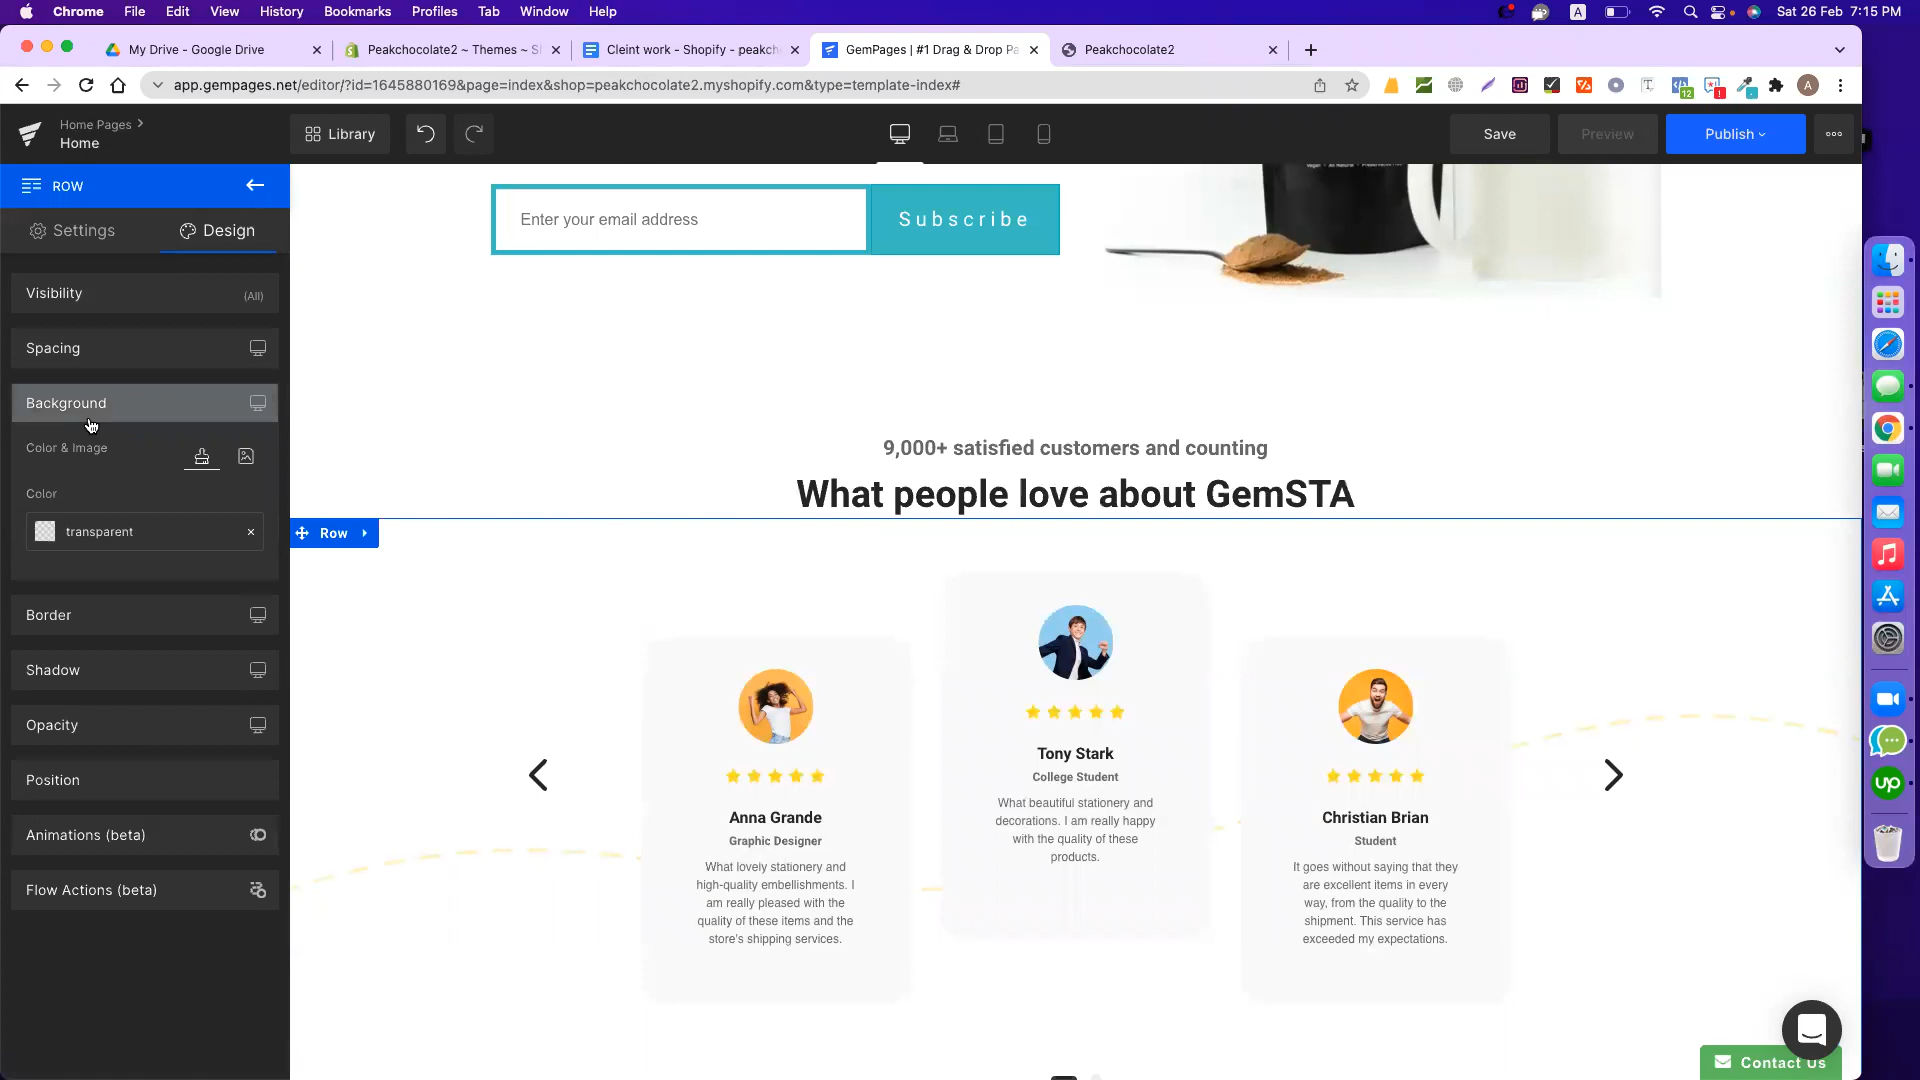 Chrome File Edit View History Bookmarks Profiles Tab Window Help
A
Sat 26 Feb 7:15 PM
My Drive - Google Drive
Peakchocolate2 ~ Themes ~ S
Cleint work - Shopify - peakch
GemPages | #1 Drag & Drop Pa
Peakchocolate2
app.gempages.net/editor/?id=1645880169&page=index&shop=peakchocolate2.myshopify.com&type=template-index#
12
A
Home Pages
Home
Library
Save
Preview
Publish
ROW
Settings
Design
Visibility
(All)
Spacing
Background
Color & Image
Color
transparent
Border
Shadow
Opacity
Position
Animations (beta)
Flow Actions (beta)
Enter your email address
Subscribe
9,000+ satisfied customers and counting
What people love about GemSTA
Row
Anna Grande
Graphic Designer
What lovely stationery and
high-quality embellishments. I
am really pleased with the
quality of these items and the
store's shipping services.
Tony Stark
College Student
What beautiful stationery and
decorations. I am really happy
with the quality of these
products.
Christian Brian
Student
It goes without saying that they
are excellent items in every
way, from the quality to the
shipment. This service has
exceeded my expectations.
up
Contact Us